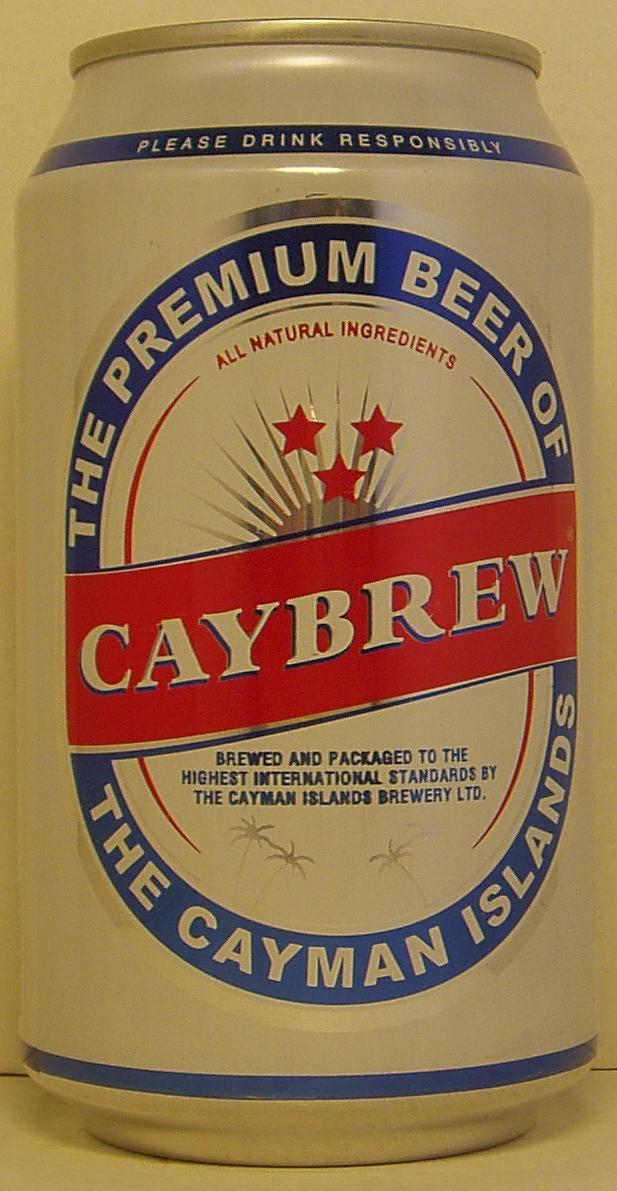 PLEASE DRINK RESPONSIBLY
THE PREMIUM BEER OF
ALL NATURAL INGREDIENTS
CAYBREW®
BREWED AND PACKAGED TO THE
HIGHEST INTERNATIONAL STANDARDS BY
THE CAYMAN ISLANDS BREWERY LTD.
THE CAYMAN ISLANDS